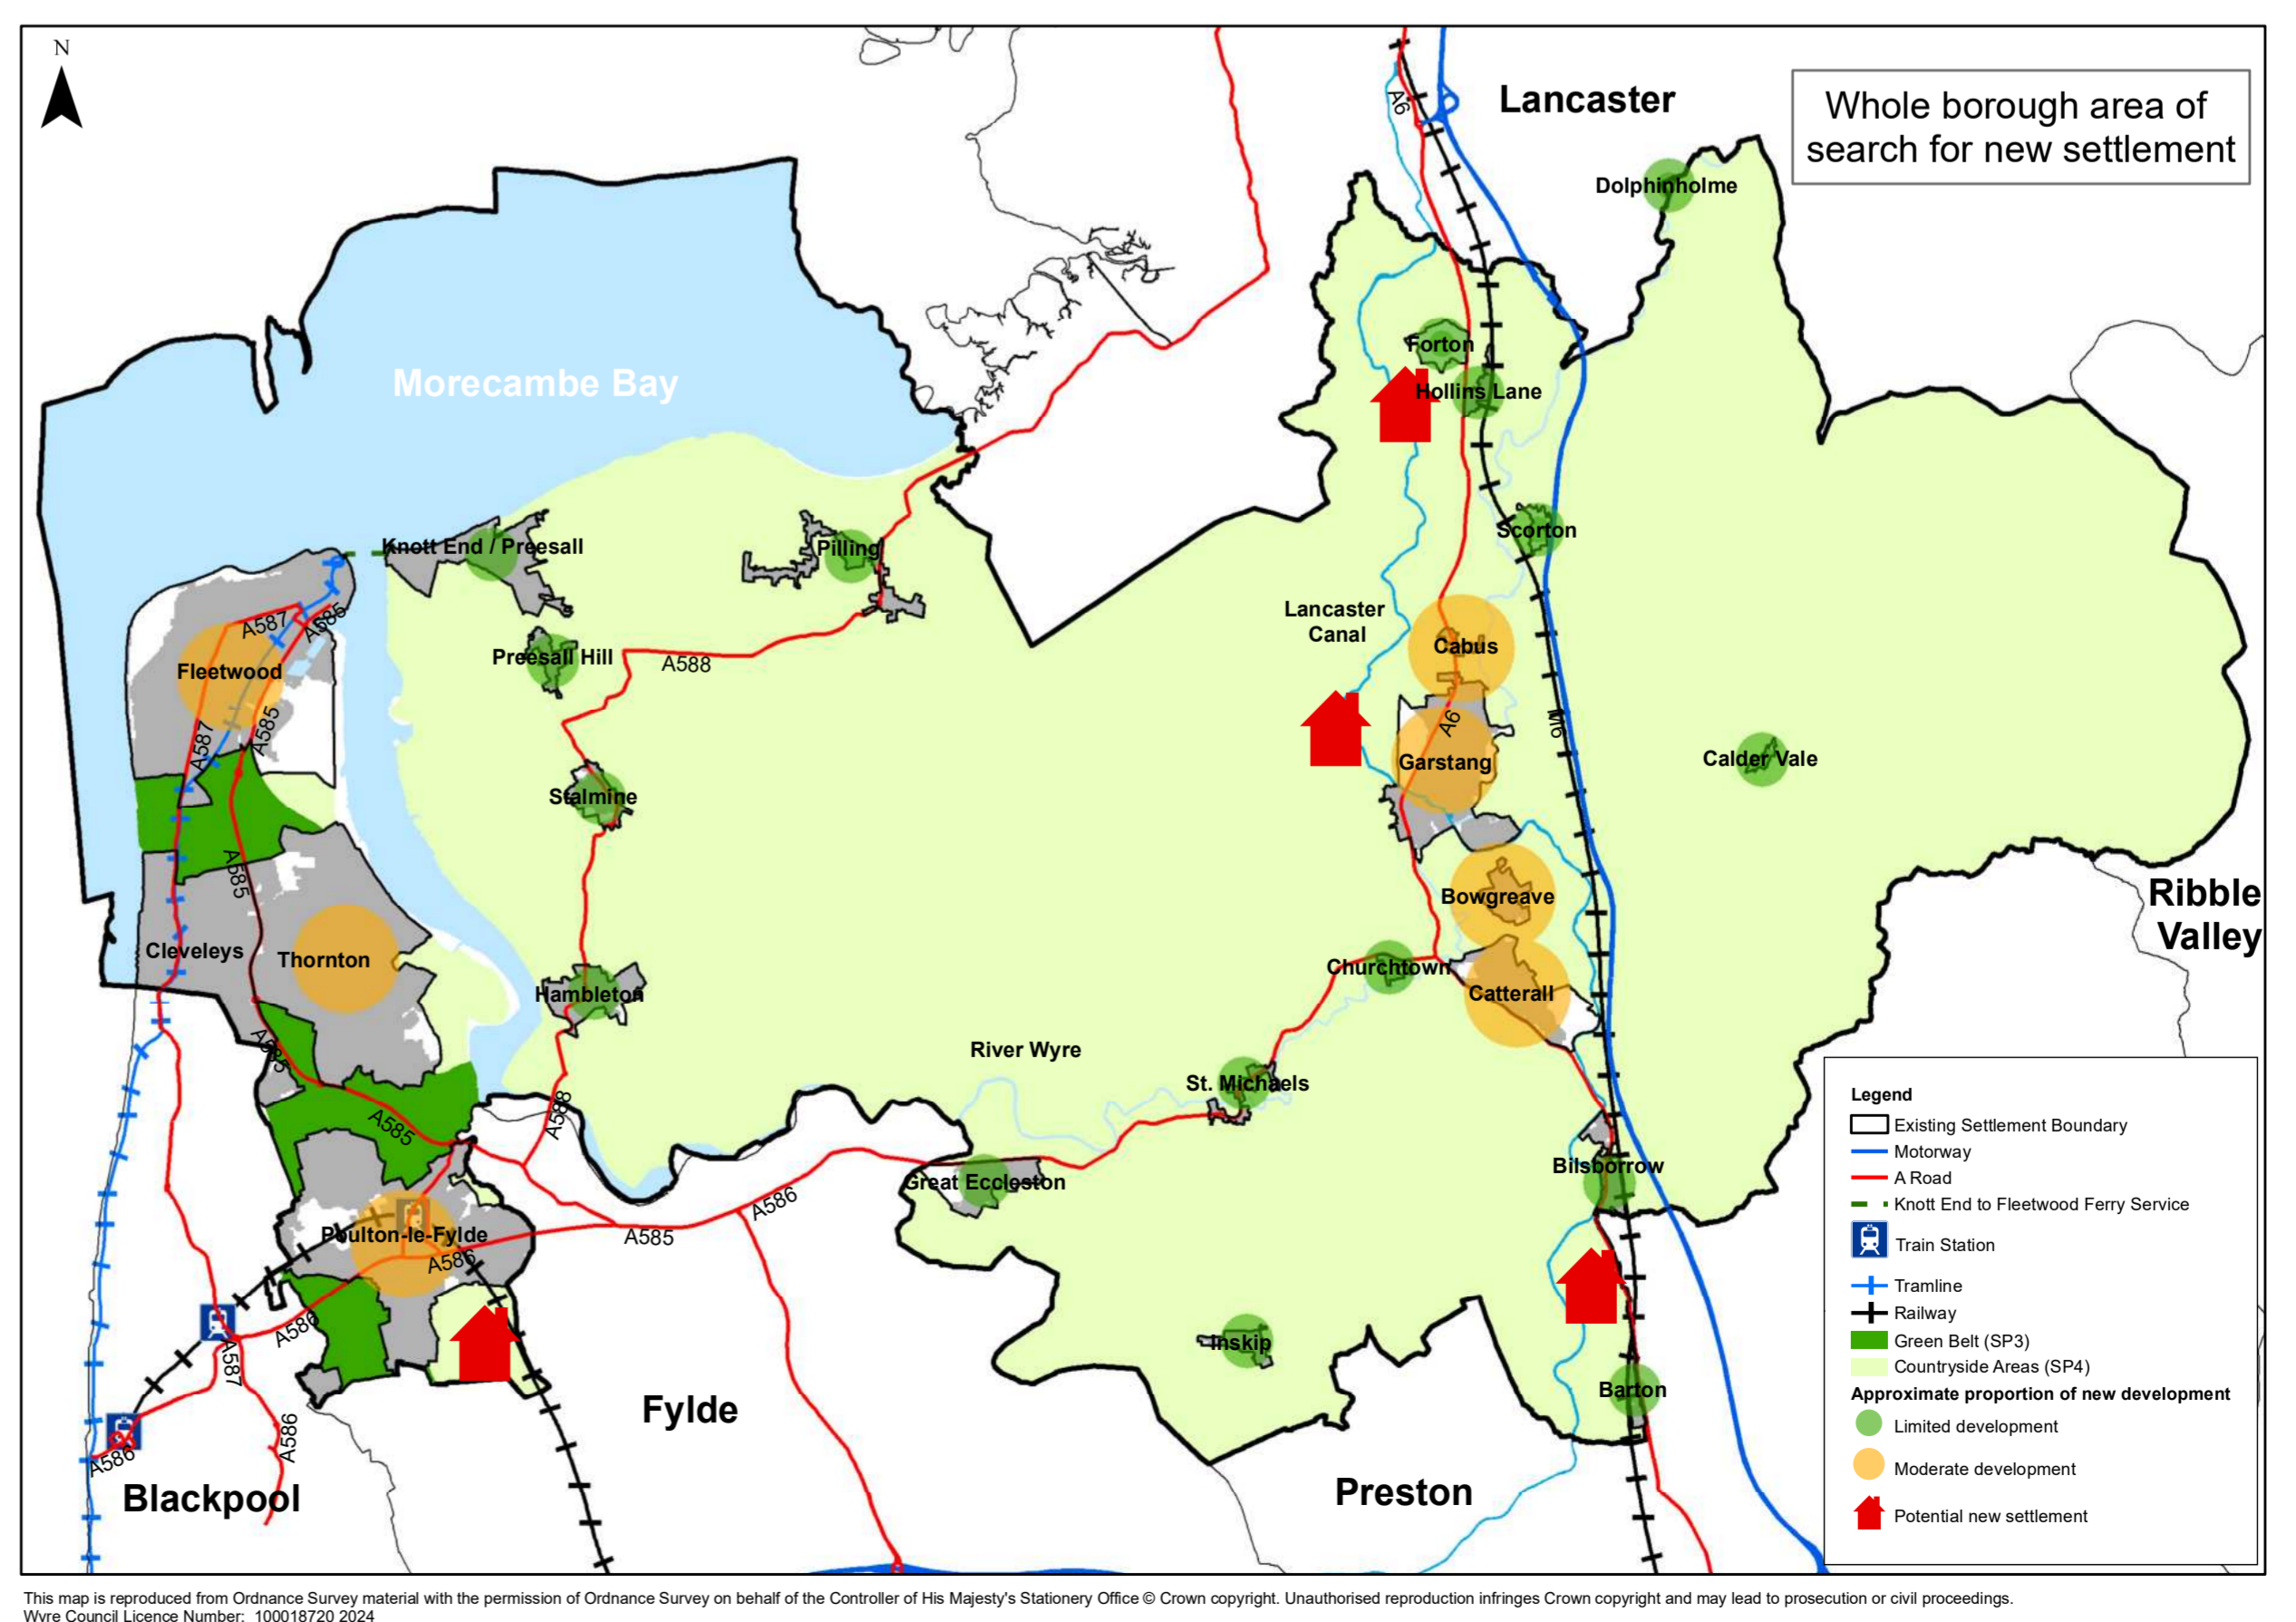 N
Whole borough area of
search for new settlement
Lancaster
A6
Dolphinholme
Morecambe Bay
Forton
Hollins Lane
Scorton
Knott End / Preesall
Pilling
Lancaster
Canal
Cabus
A587
A585
Fleetwood
Preesall Hill
A588
A6
M6
A587
A585
Garstang
Calder Vale
Stalmine
A585
Bowgreave
Ribble
Valley
Cleveleys
Thornton
Hambleton
Churchtown
Catterall
A585
River Wyre
St. Michaels
A588
A585
Bilsborrow
Great Eccleston
A586
A585
Poulton-le-Fylde
A586
A586
A587
Inskip
Barton
Fylde
A586
A586
Blackpool
Preston
Legend
Existing Settlement Boundary
Motorway
A Road
Knott End to Fleetwood Ferry Service
Train Station
Tramline
Railway
Green Belt (SP3)
Countryside Areas (SP4)
Approximate proportion of new development
Limited development
Moderate development
Potential new settlement
This map is reproduced from Ordnance Survey material with the permission of Ordnance Survey on behalf of the Controller of His Majesty's Stationery Office © Crown copyright. Unauthorised reproduction infringes Crown copyright and may lead to prosecution or civil proceedings.
Wyre Council Licence Number: 100018720 2024